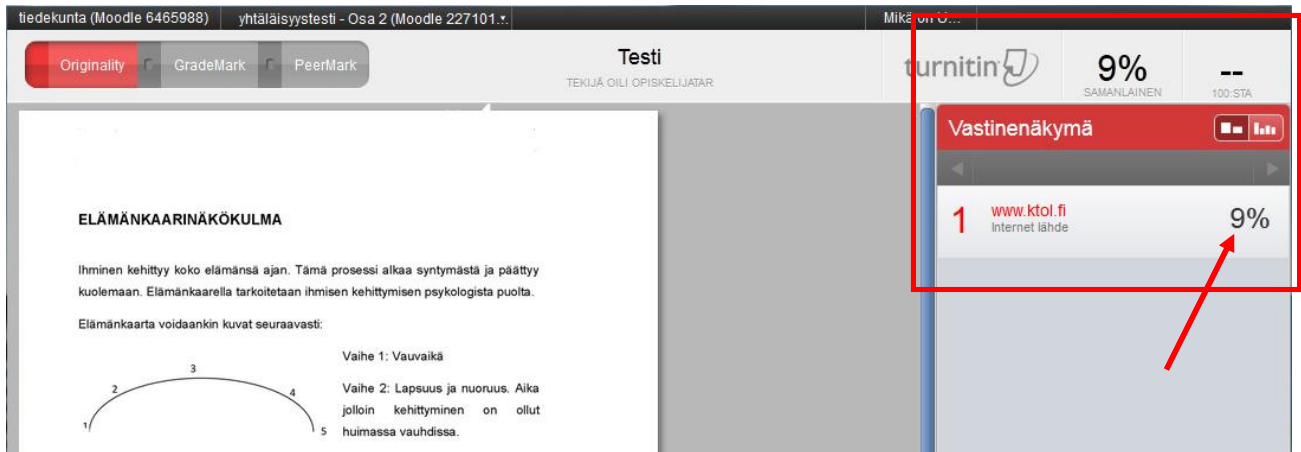 tiedekunta (Moodle 6465988) yhtäläisyystesti - Osa 2 (Moodle 227101... Mikä on U...
Originality GradeMark PeerMark
Testi
TEKIJÄ OILI OPISKELIJATAR
turnitin
9%
SAMANLAINEN
--
100:STA
Vastinenäkymä
1 www.ktol.fi 9%
Internet lähde
ELÄMÄNKAARINÄKÖKULMA
Ihminen kehittyy koko elämänsä ajan. Tämä prosessi alkaa syntymästä ja päättyy
kuolemaan. Elämänkaarella tarkoitetaan ihmisen kehittymisen psykologista puolta.
Elämänkaarta voidaankin kuvat seuraavasti:
1 2 3 4 5
Vaihe 1: Vauvaikä
Vaihe 2: Lapsuus ja nuoruus. Aika
jolloin kehittyminen on ollut
huimassa vauhdissa.